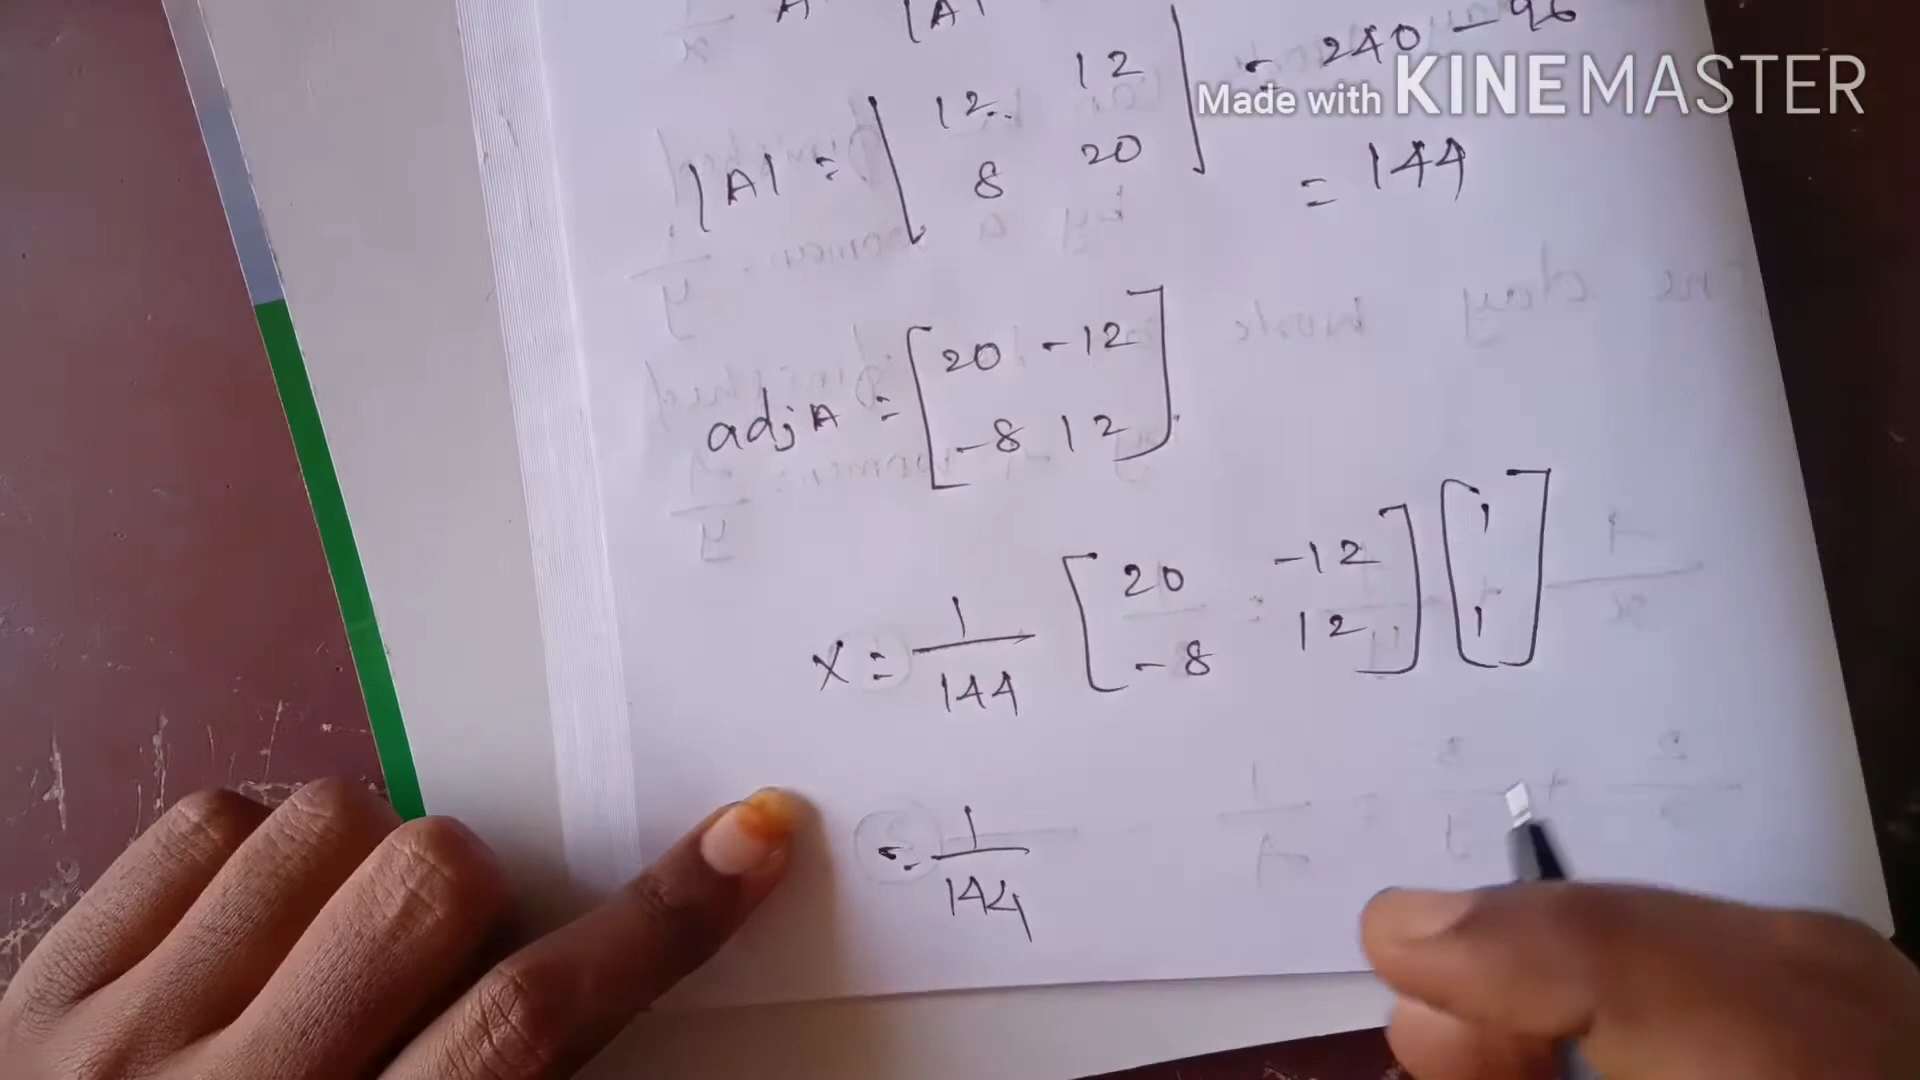 A |A|
|A| = | 12 12 | = 240 - 96
8 20
= 144
Made with KINEMASTER
adj A = [ 20 -12
-8 12 ]
X = 1/144 [ 20 -12 [ 1
-8 12 ] 1 ]
= 1/144